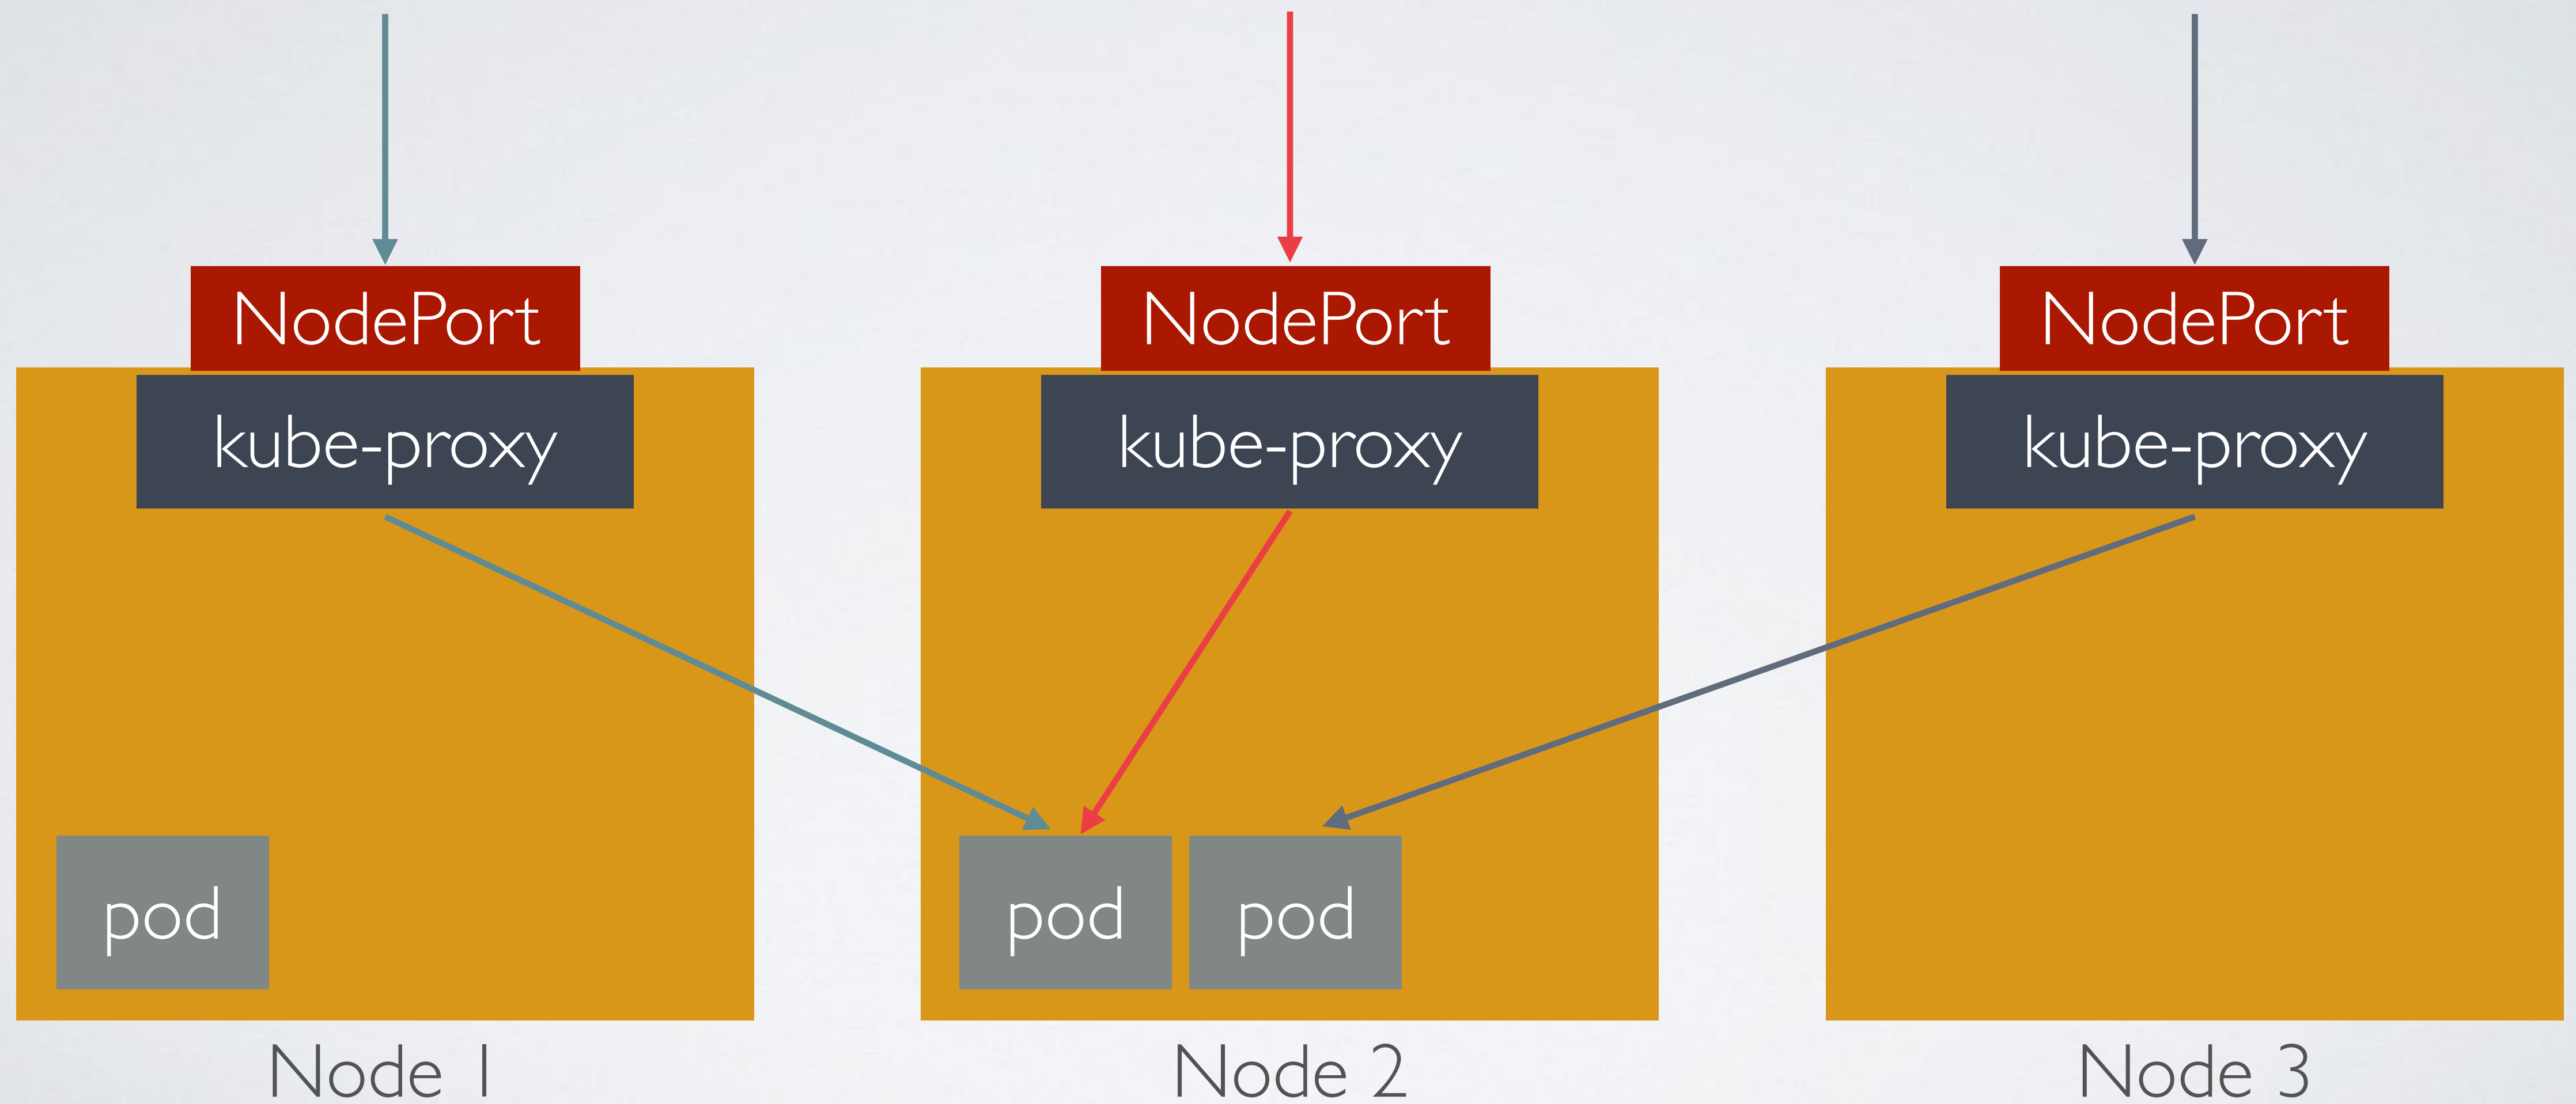 NodePort
NodePort
NodePort
kube-proxy
kube-proxy
kube-proxy
pod
pod
pod
Node 1
Node 2
Node 3